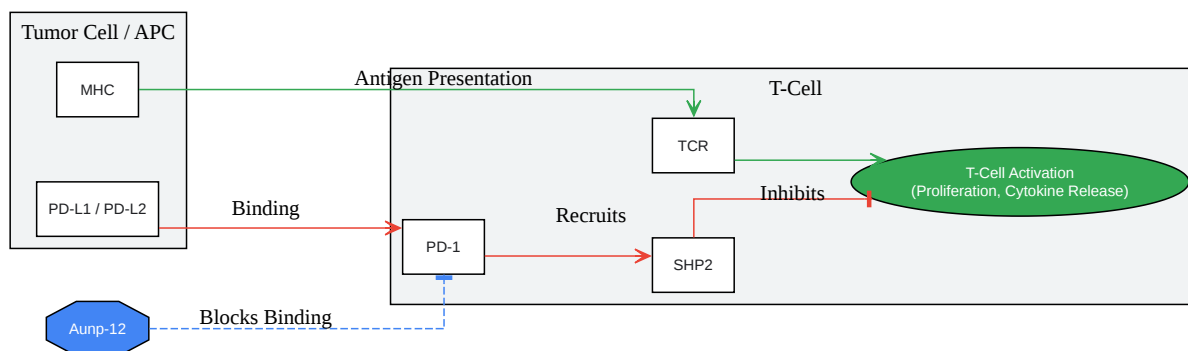 Tumor Cell / APC
MHC
Antigen Presentation
T-Cell
TCR
T-Cell Activation
(Proliferation, Cytokine Release)
PD-L1 / PD-L2
Binding
PD-1
Recruits
Inhibits
SHP2
Aunp-12
Blocks Binding